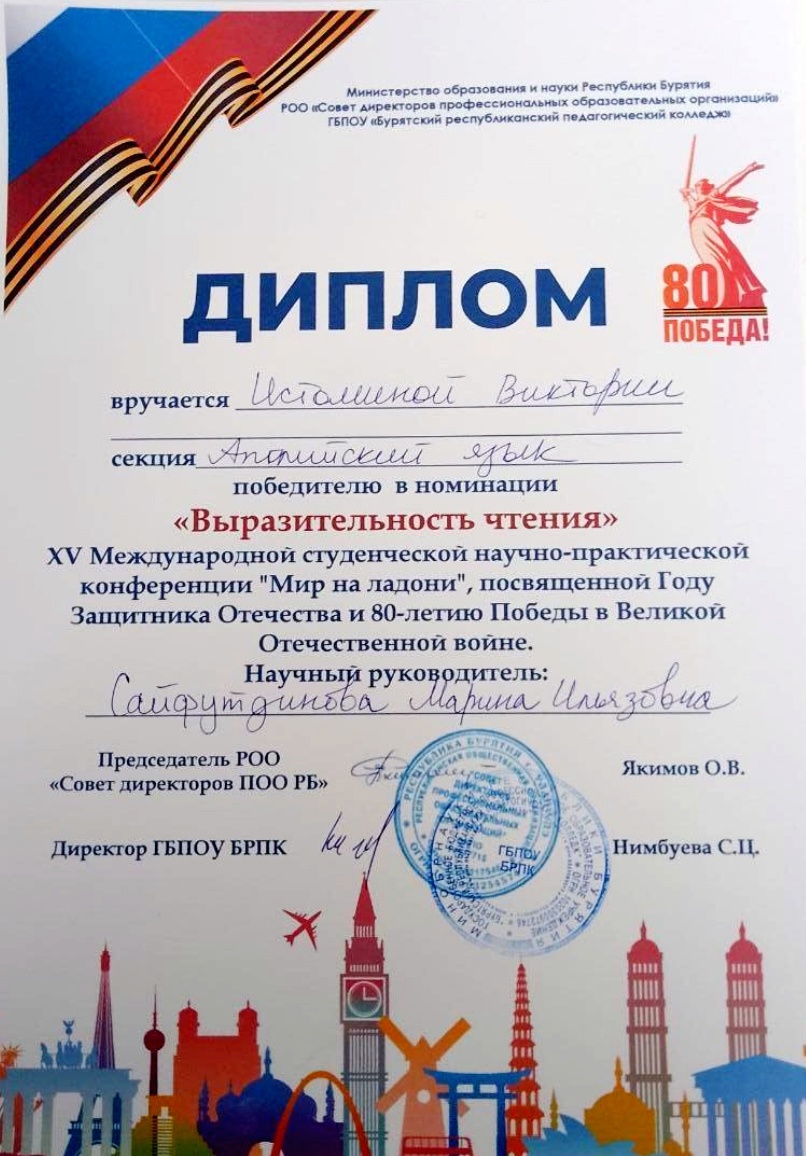 Министерство образования и науки Республики Бурятия
РОО «Совет директоров профессиональных образовательных организаций»
ГБПОУ «Бурятский республиканский педагогический колледж»
80
ПОБЕДА!
ДИПЛОМ
вручается Истоминой Виктории
секция Английский язык
победителю в номинации
«Выразительность чтения»
XV Международной студенческой научно-практической
конференции "Мир на ладони", посвященной Году
Защитника Отечества и 80-летию Победы в Великой
Отечественной войне.
Научный руководитель:
Сайфутдинова Марина Ильязовна
Председатель РОО
«Совет директоров ПОО РБ»
Якимов О.В.
Директор ГБПОУ БРПК
Нимбуева С.Ц.
РЕСПУБЛИКА БУРЯТИЯ
ГБПОУ
БРПК